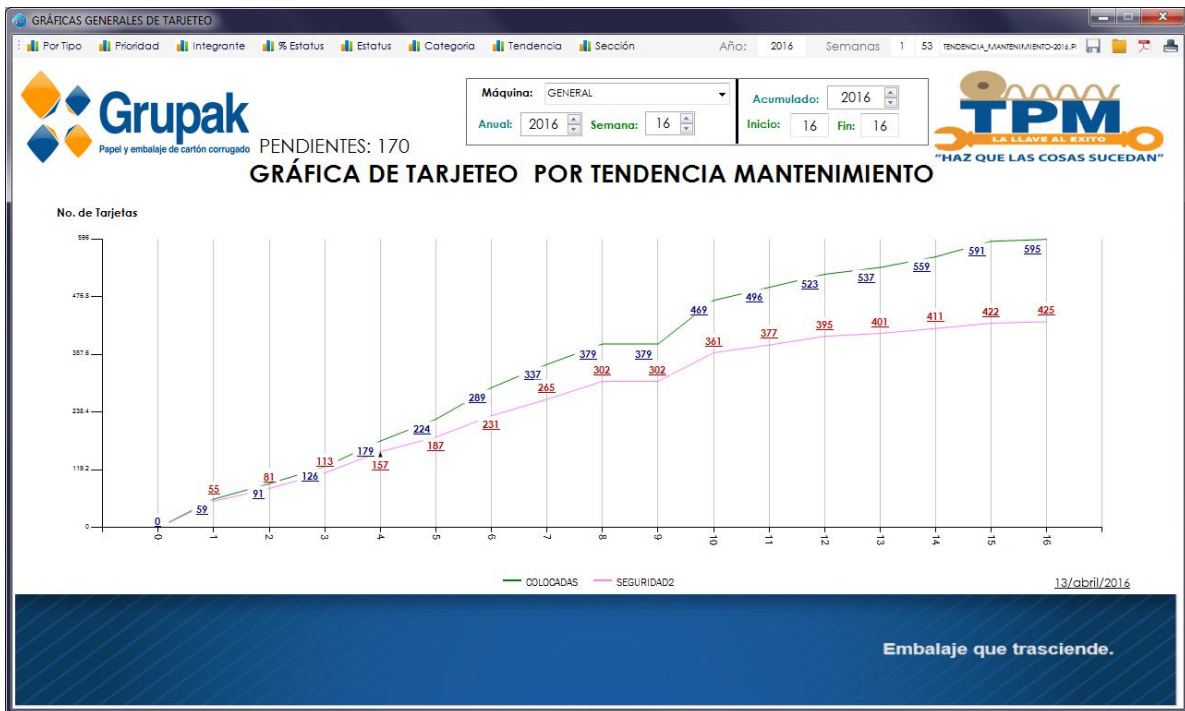 GRÁFICAS GENERALES DE TARJETEO
Por Tipo Prioridad Integrante % Estatus Estatus Categoria Tendencia Sección Año: 2016 Semanas 1 53 TENDENCIA_MANTENIMIENTO-2016.P
Grupak
Papel y embalaje de cartón corrugado
PENDIENTES: 170
Máquina: GENERAL
Anual: 2016 Semana: 16
Acumulado: 2016
Inicio: 16 Fin: 16
TPM
LA LLAVE AL EXITO
"HAZ QUE LAS COSAS SUCEDAN"
GRÁFICA DE TARJETEO POR TENDENCIA MANTENIMIENTO
No. de Tarjetas
596
476.8
357.6
238.4
119.2
0
0 59 91 126 179 224 289 337 379 379 469 496 523 537 559 591 595
55 81 113 157 187 231 265 302 302 361 377 395 401 411 422 425
0 1 2 3 4 5 6 7 8 9 10 11 12 13 14 15 16
COLOCADAS SEGURIDAD2
13/abril/2016
Embalaje que trasciende.